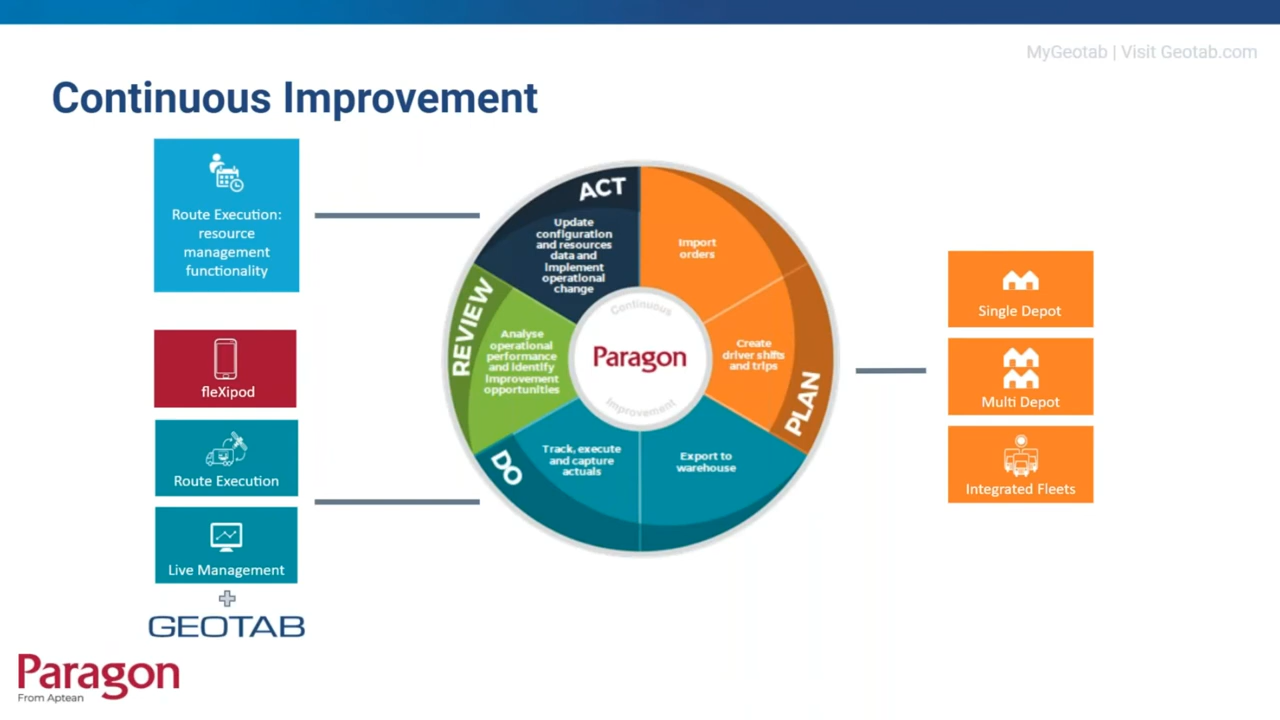 MyGeotab | Visit Geotab.com
Continuous Improvement
Route Execution:
resource
management
functionality
fleXipod
Route Execution
Live Management
GEOTAB
ACT
Update
configuration
and resources
data and
implement
operational
change
Import
orders
REVIEW
Analyse
operational
performance
and identify
improvement
opportunities
Continuous
Paragon
Improvement
Create
driver shifts
and trips
PLAN
DO
Track, execute
and capture
actuals
Export to
warehouse
Single Depot
Multi Depot
Integrated Fleets
Paragon
From Aptean